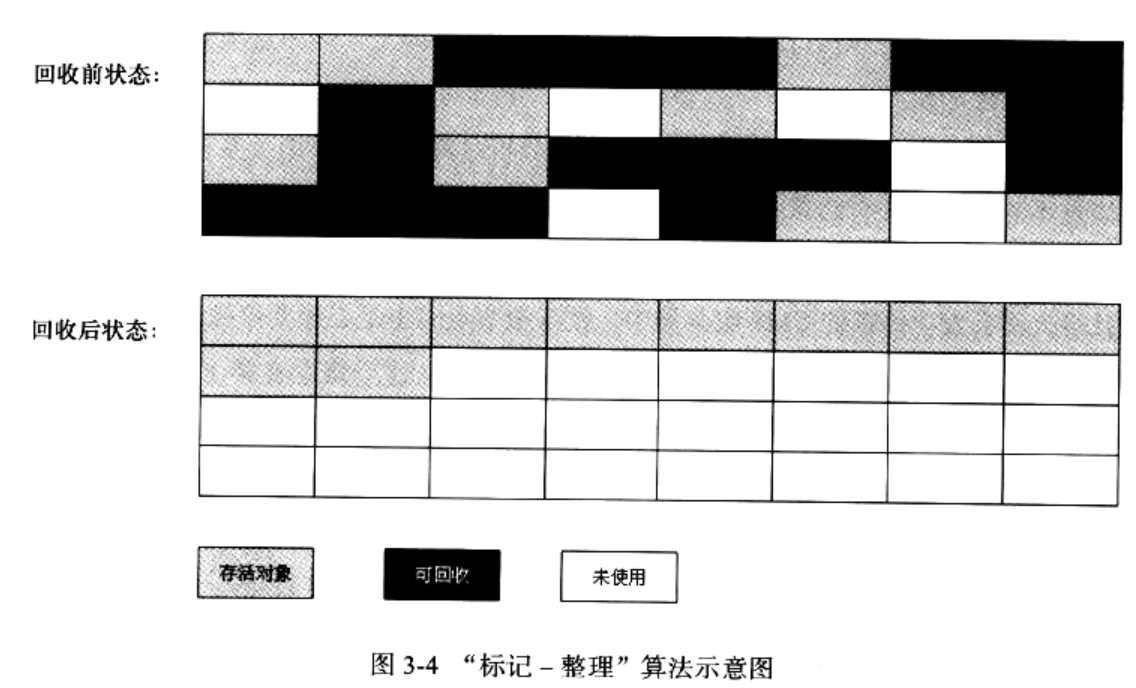 回收前状态：
回收后状态：
存活对象
可回收
未使用
图 3-4 “标记 – 整理”算法示意图